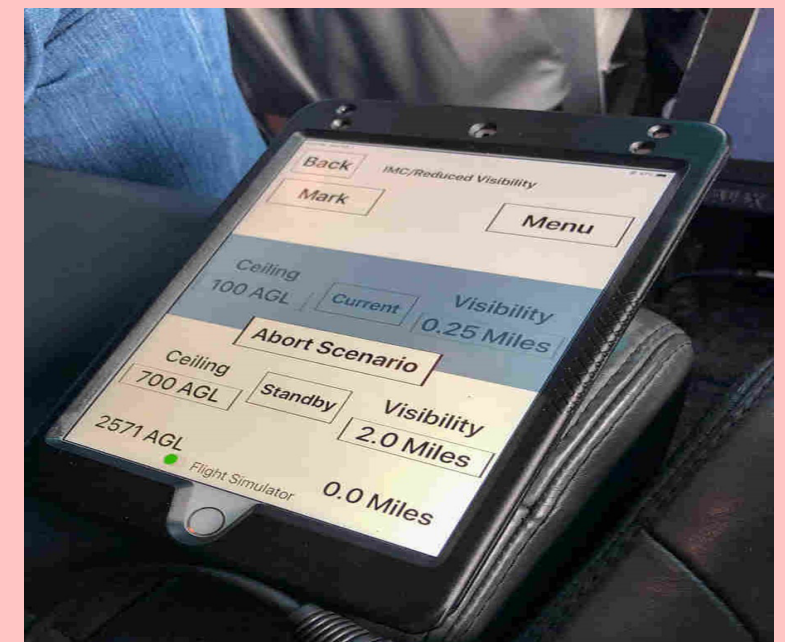 Back
IMC/Reduced Visibility
Mark
Menu
Ceiling
100 AGL
Current
Visibility
0.25 Miles
Abort Scenario
Ceiling
700 AGL
Standby
Visibility
2.0 Miles
2571 AGL
Flight Simulator
0.0 Miles